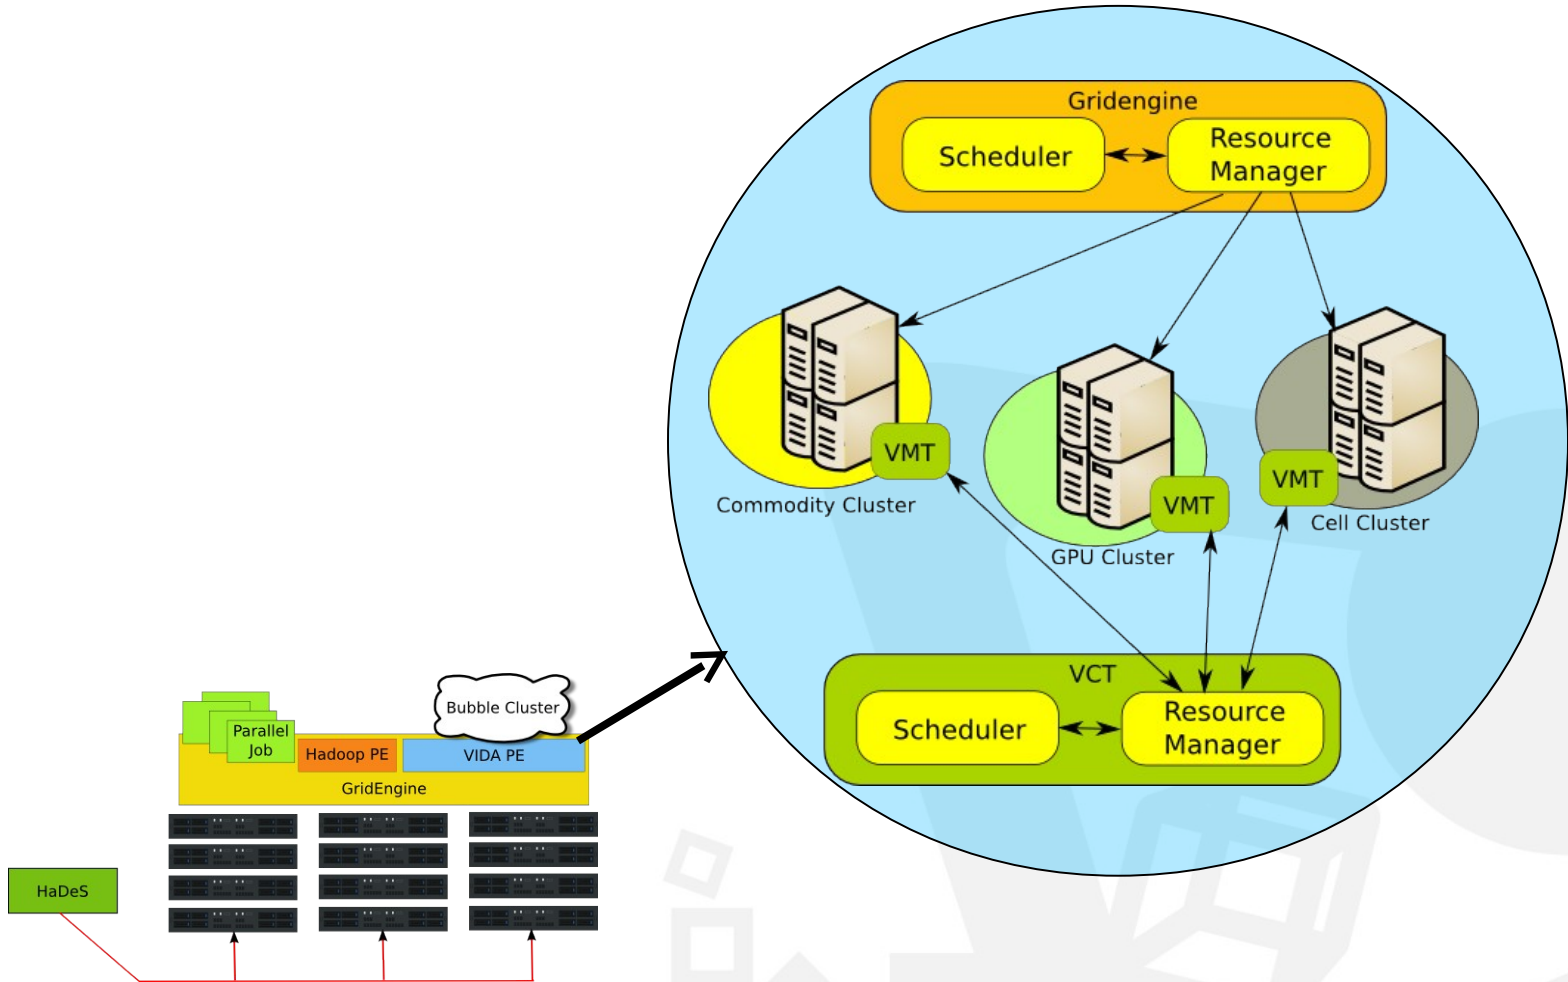 Gridengine
Scheduler
Resource
Manager
VMT
Commodity Cluster
VMT
GPU Cluster
VMT
Cell Cluster
VCT
Scheduler
Resource
Manager
Bubble Cluster
Parallel
Job
Hadoop PE
VIDA PE
GridEngine
HaDeS